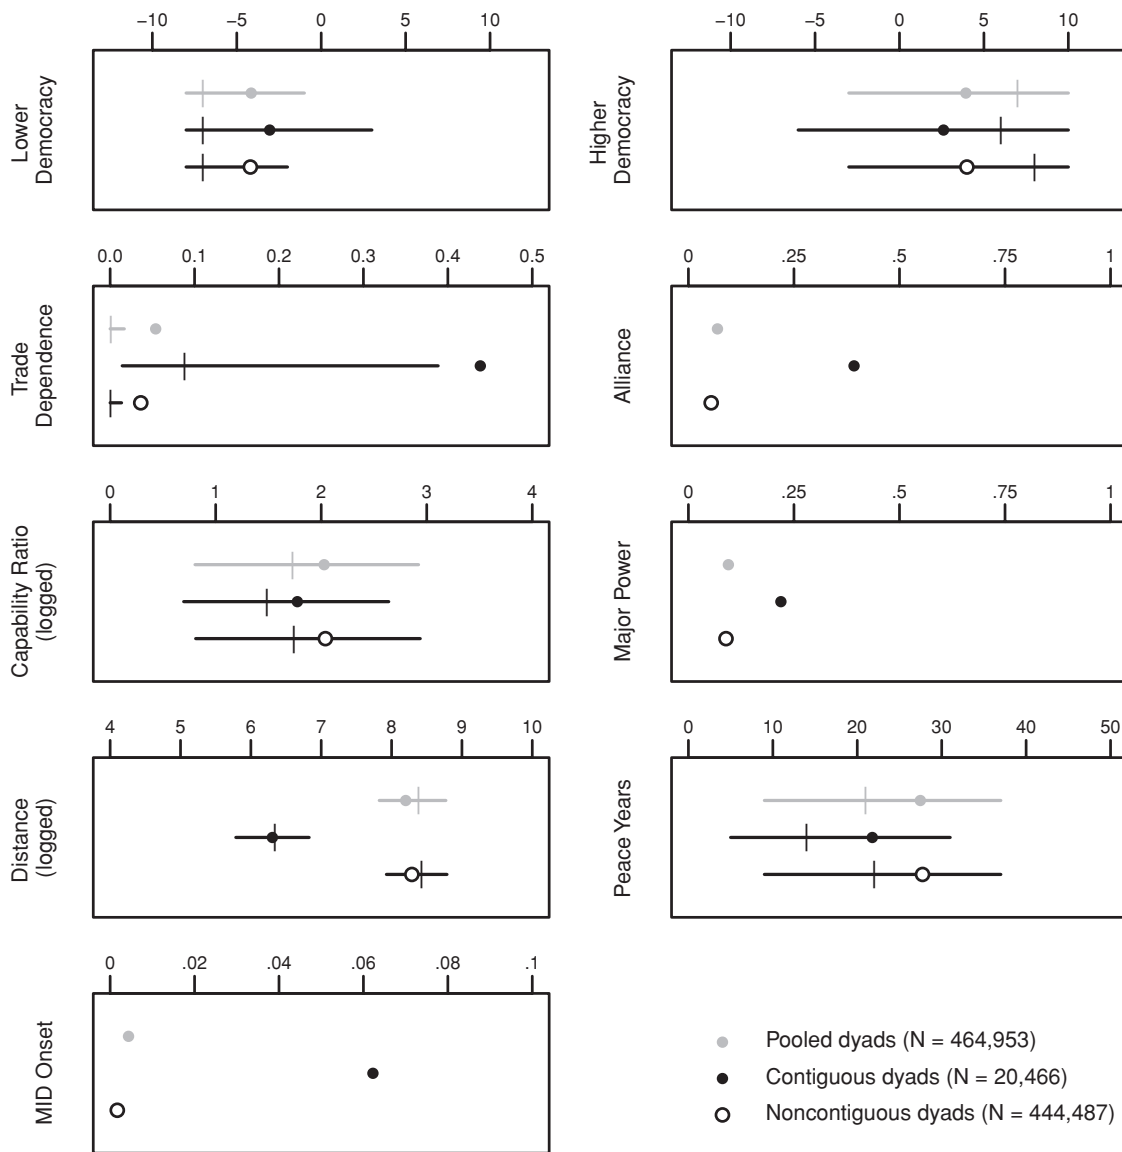 −10 −5 0 5 10
Lower
Democracy
−10 −5 0 5 10
Higher
Democracy
0.0 0.1 0.2 0.3 0.4 0.5
Trade
Dependence
0 .25 .5 .75 1
Alliance
0 1 2 3 4
Capability Ratio
(logged)
0 .25 .5 .75 1
Major Power
4 5 6 7 8 9 10
Distance
(logged)
0 10 20 30 40 50
Peace Years
0 .02 .04 .06 .08 .1
MID Onset
Pooled dyads (N = 464,953)
Contiguous dyads (N = 20,466)
Noncontiguous dyads (N = 444,487)